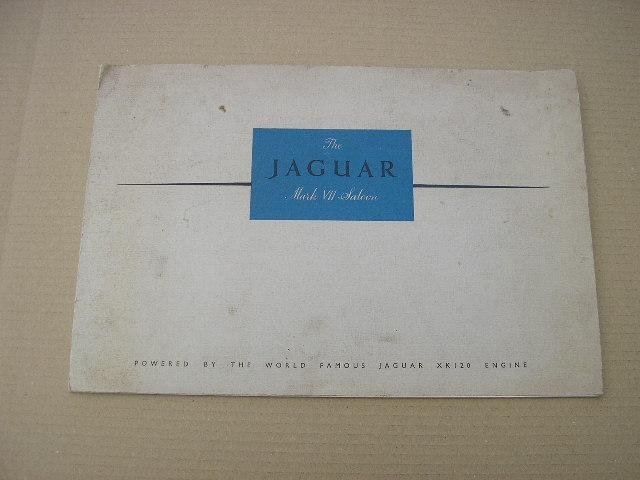 The
JAGUAR
Mark VII Saloon
POWERED BY THE WORLD FAMOUS JAGUAR XK120 ENGINE